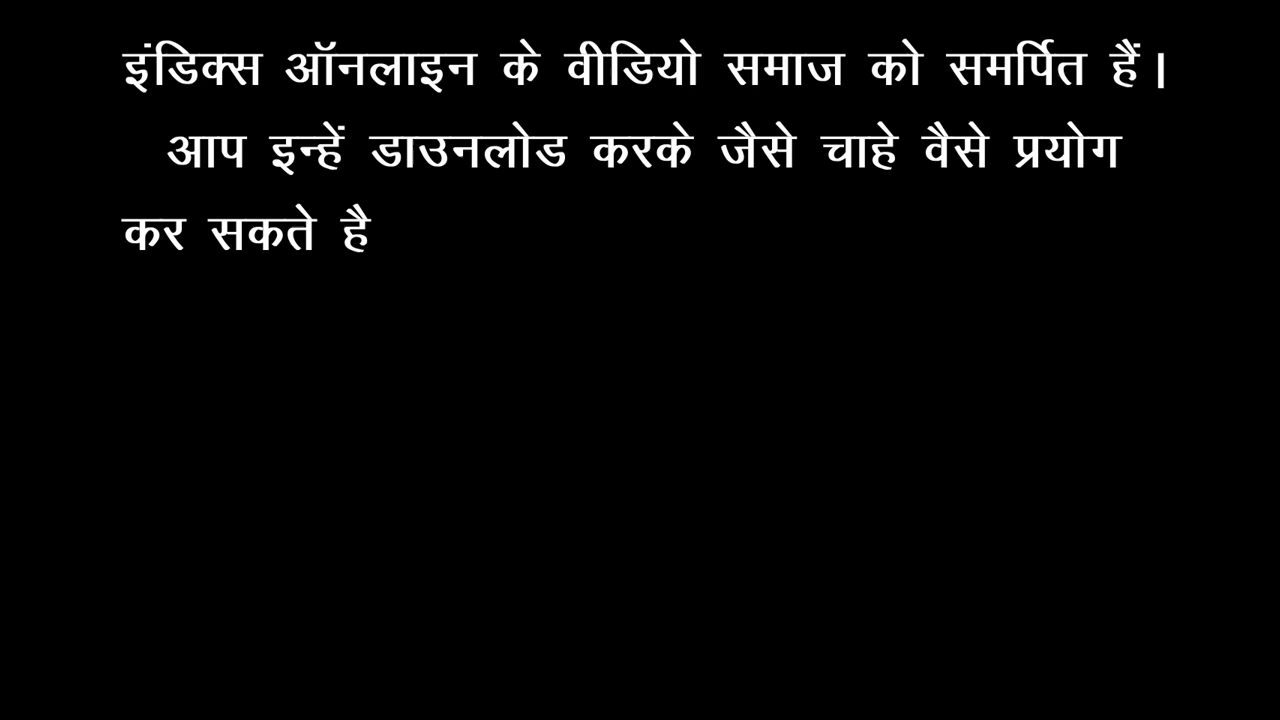 इंडिक्स ऑनलाइन के वीडियो समाज को समर्पित हैं।
आप इन्हें डाउनलोड करके जैसे चाहे वैसे प्रयोग
कर सकते है